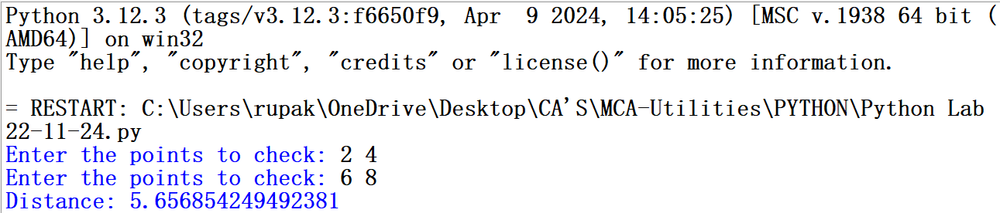 Python 3.12.3 (tags/v3.12.3:f6650f9, Apr  9 2024, 14:05:25) [MSC v.1938 64 bit (
AMD64)] on win32
Type "help", "copyright", "credits" or "license()" for more information.
= RESTART: C:\Users\rupak\OneDrive\Desktop\CA'S\MCA-Utilities\PYTHON\Python Lab
22-11-24.py
Enter the points to check: 2 4
Enter the points to check: 6 8
Distance: 5.656854249492381